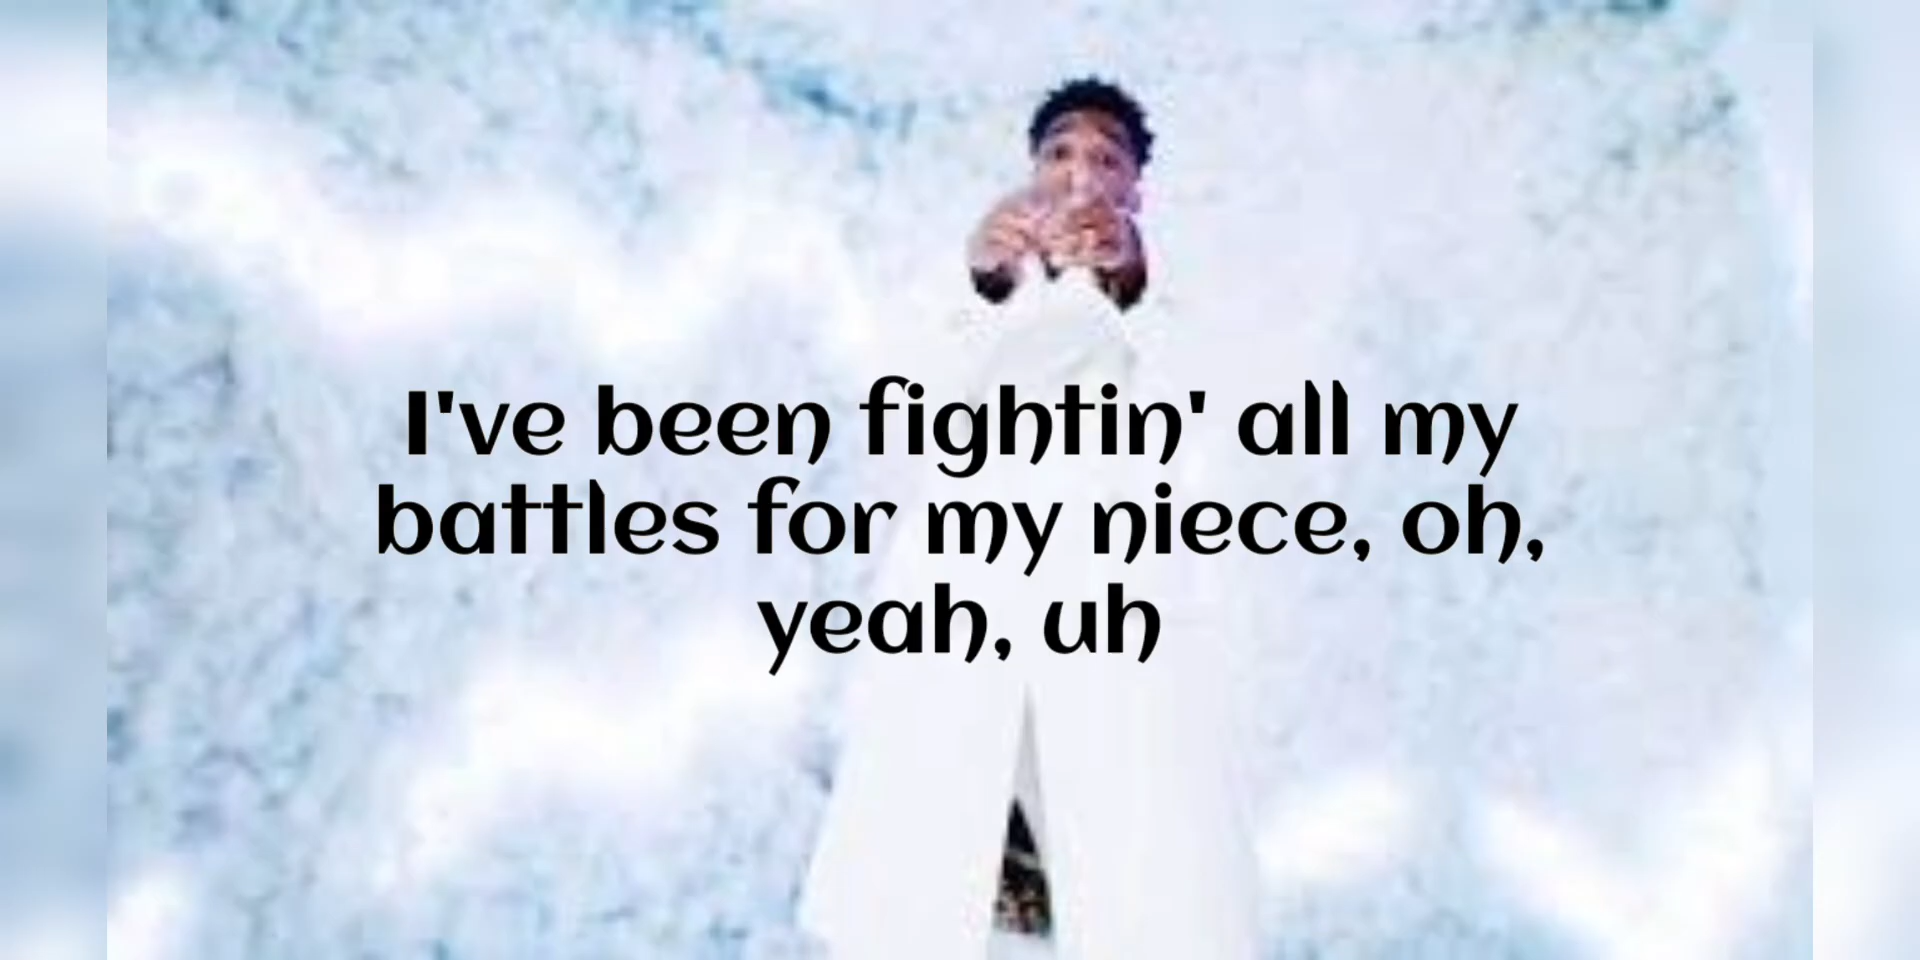 I've been fightin' all my
battles for my niece, oh,
yeah, uh